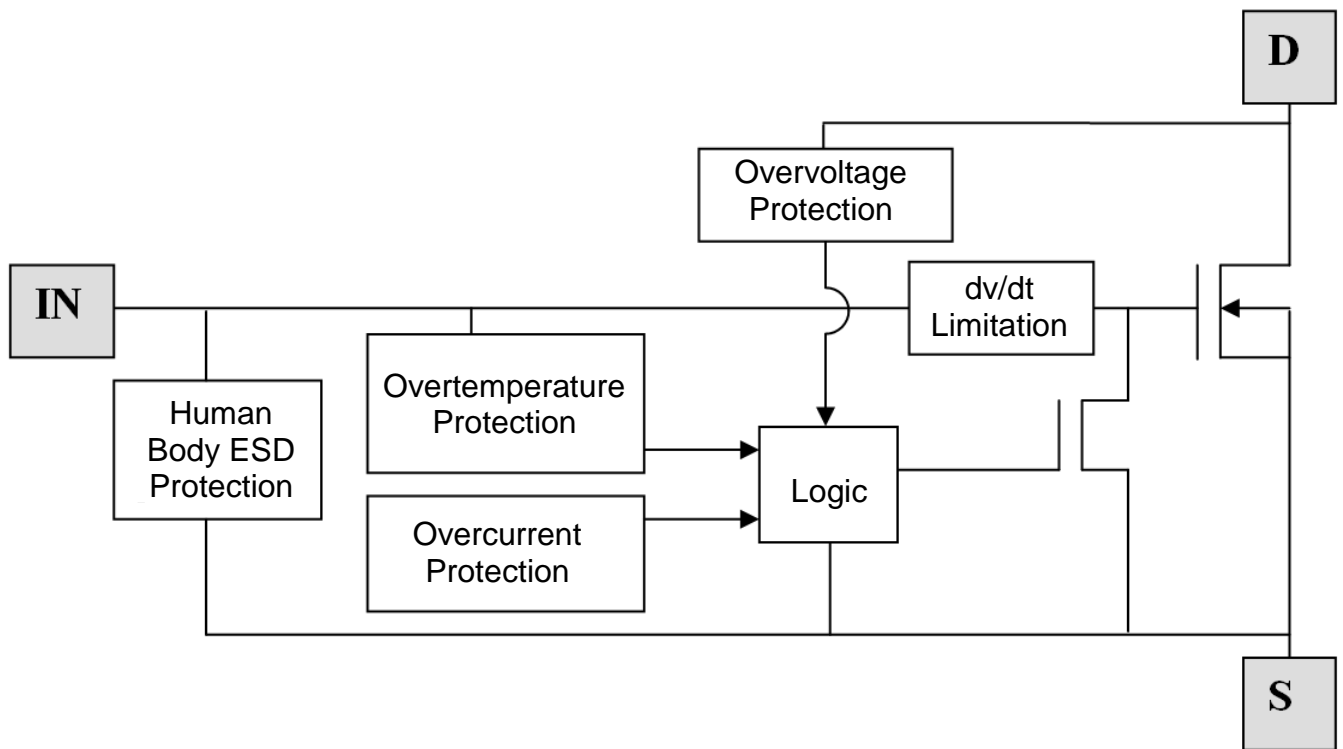 D
Overvoltage
Protection
IN
dv/dt
Limitation
Overtemperature
Protection
Human
Body ESD
Protection
Logic
Overcurrent
Protection
S